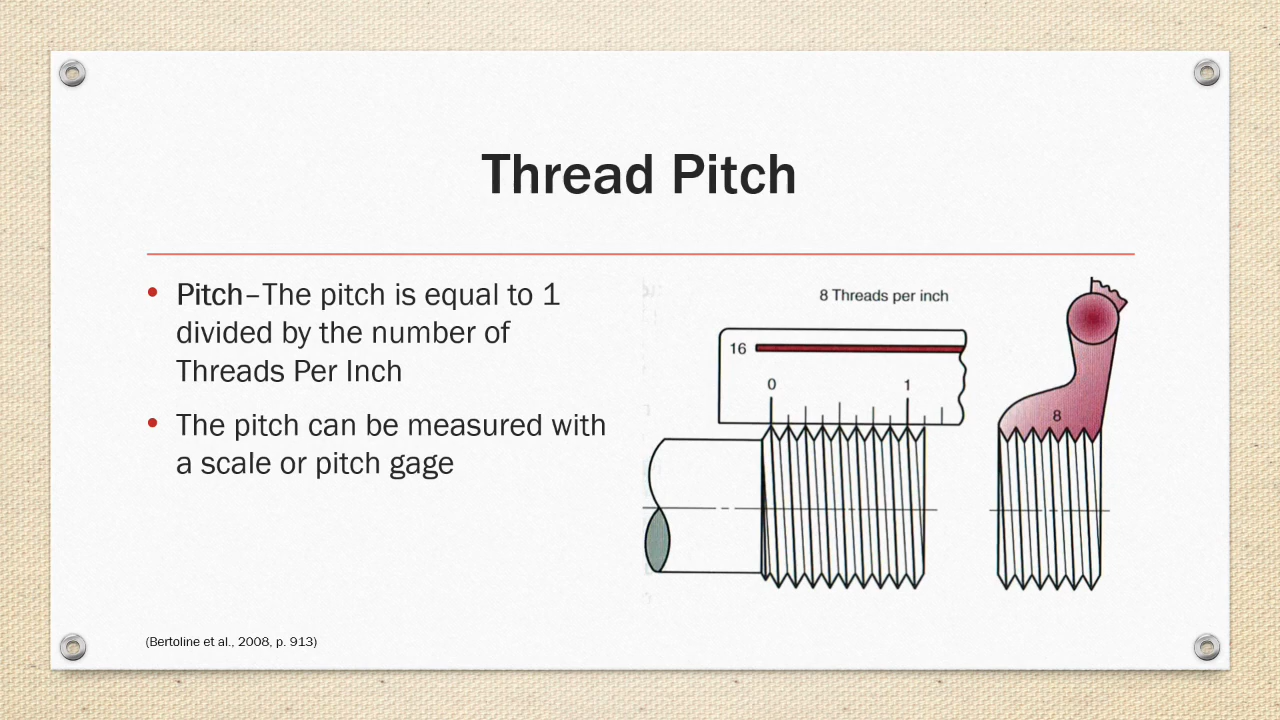 Thread Pitch
• Pitch–The pitch is equal to 1
divided by the number of
Threads Per Inch
• The pitch can be measured with
a scale or pitch gage
8 Threads per inch
16
0 1
8
(Bertoline et al., 2008, p. 913)